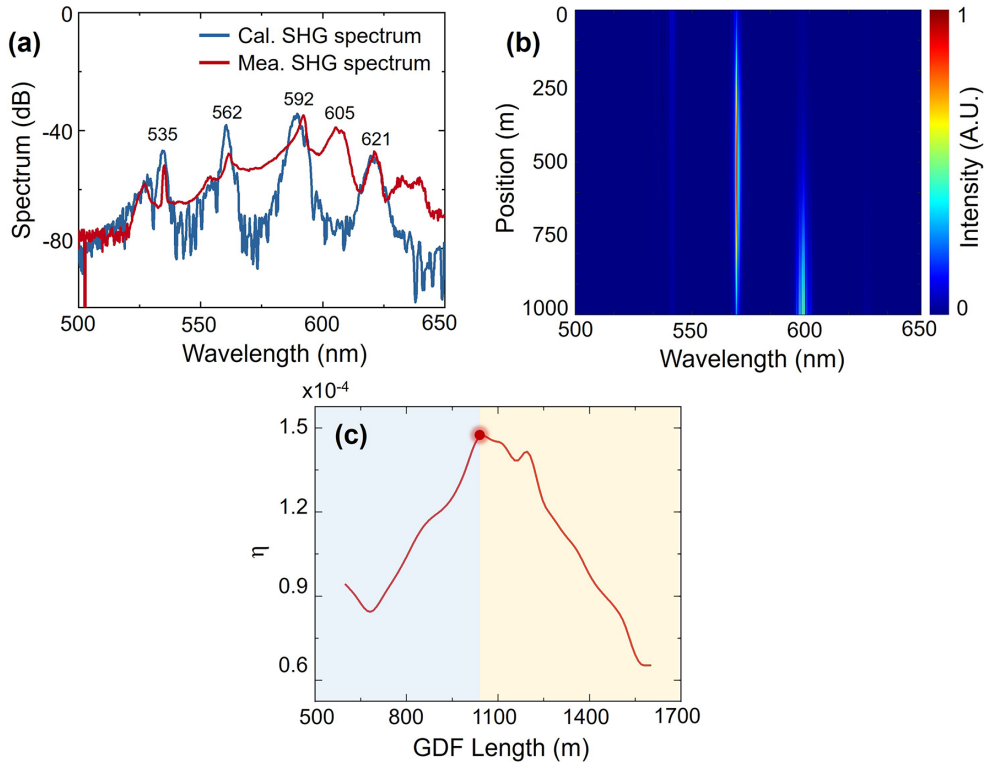 (a)
Cal. SHG spectrum
Mea. SHG spectrum
535
562
592
605
621
0
-40
-80
Spectrum (dB)
500
550
600
650
Wavelength (nm)
(b)
0
250
500
750
1000
Position (m)
500
550
600
650
Wavelength (nm)
1
0
Intensity (A.U.)
x10-4
(c)
1.5
1.2
0.9
0.6
η
500
800
1100
1400
1700
GDF Length (m)